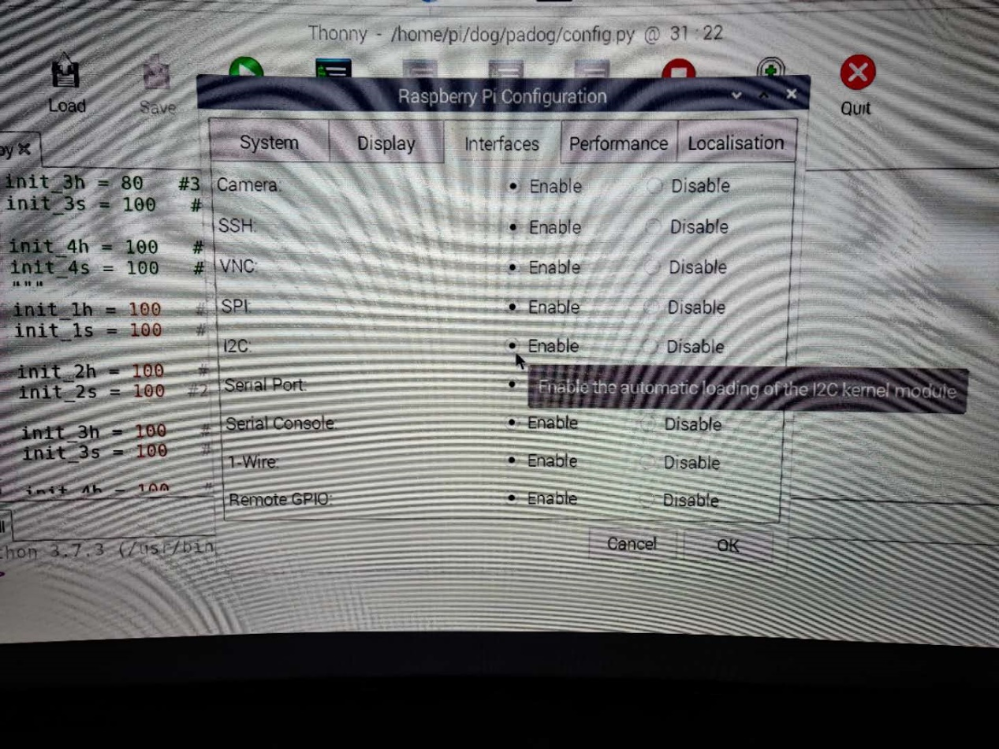 Thonny - /home/pi/dog/padog/config.py @ 31 : 22
Load
Save
Quit
Raspberry Pi Configuration
System Display Interfaces Performance Localisation
Camera: Enable Disable
SSH: Enable Disable
VNC: Enable Disable
SPI: Enable Disable
I2C: Enable Disable
Serial Port:
Enable the automatic loading of the I2C kernel module
Serial Console: Enable Disable
1-Wire: Enable Disable
Remote GPIO: Enable Disable
Cancel OK
init_3h = 80 #3
init_3s = 100 #
init_4h = 100 #
init_4s = 100 #
"""
init_1h = 100 #
init_1s = 100 #
init_2h = 100 #
init_2s = 100 #2
init_3h = 100 #
init_3s = 100 #
init_4h = 100 #
thon 3.7.3 (/usr/bin